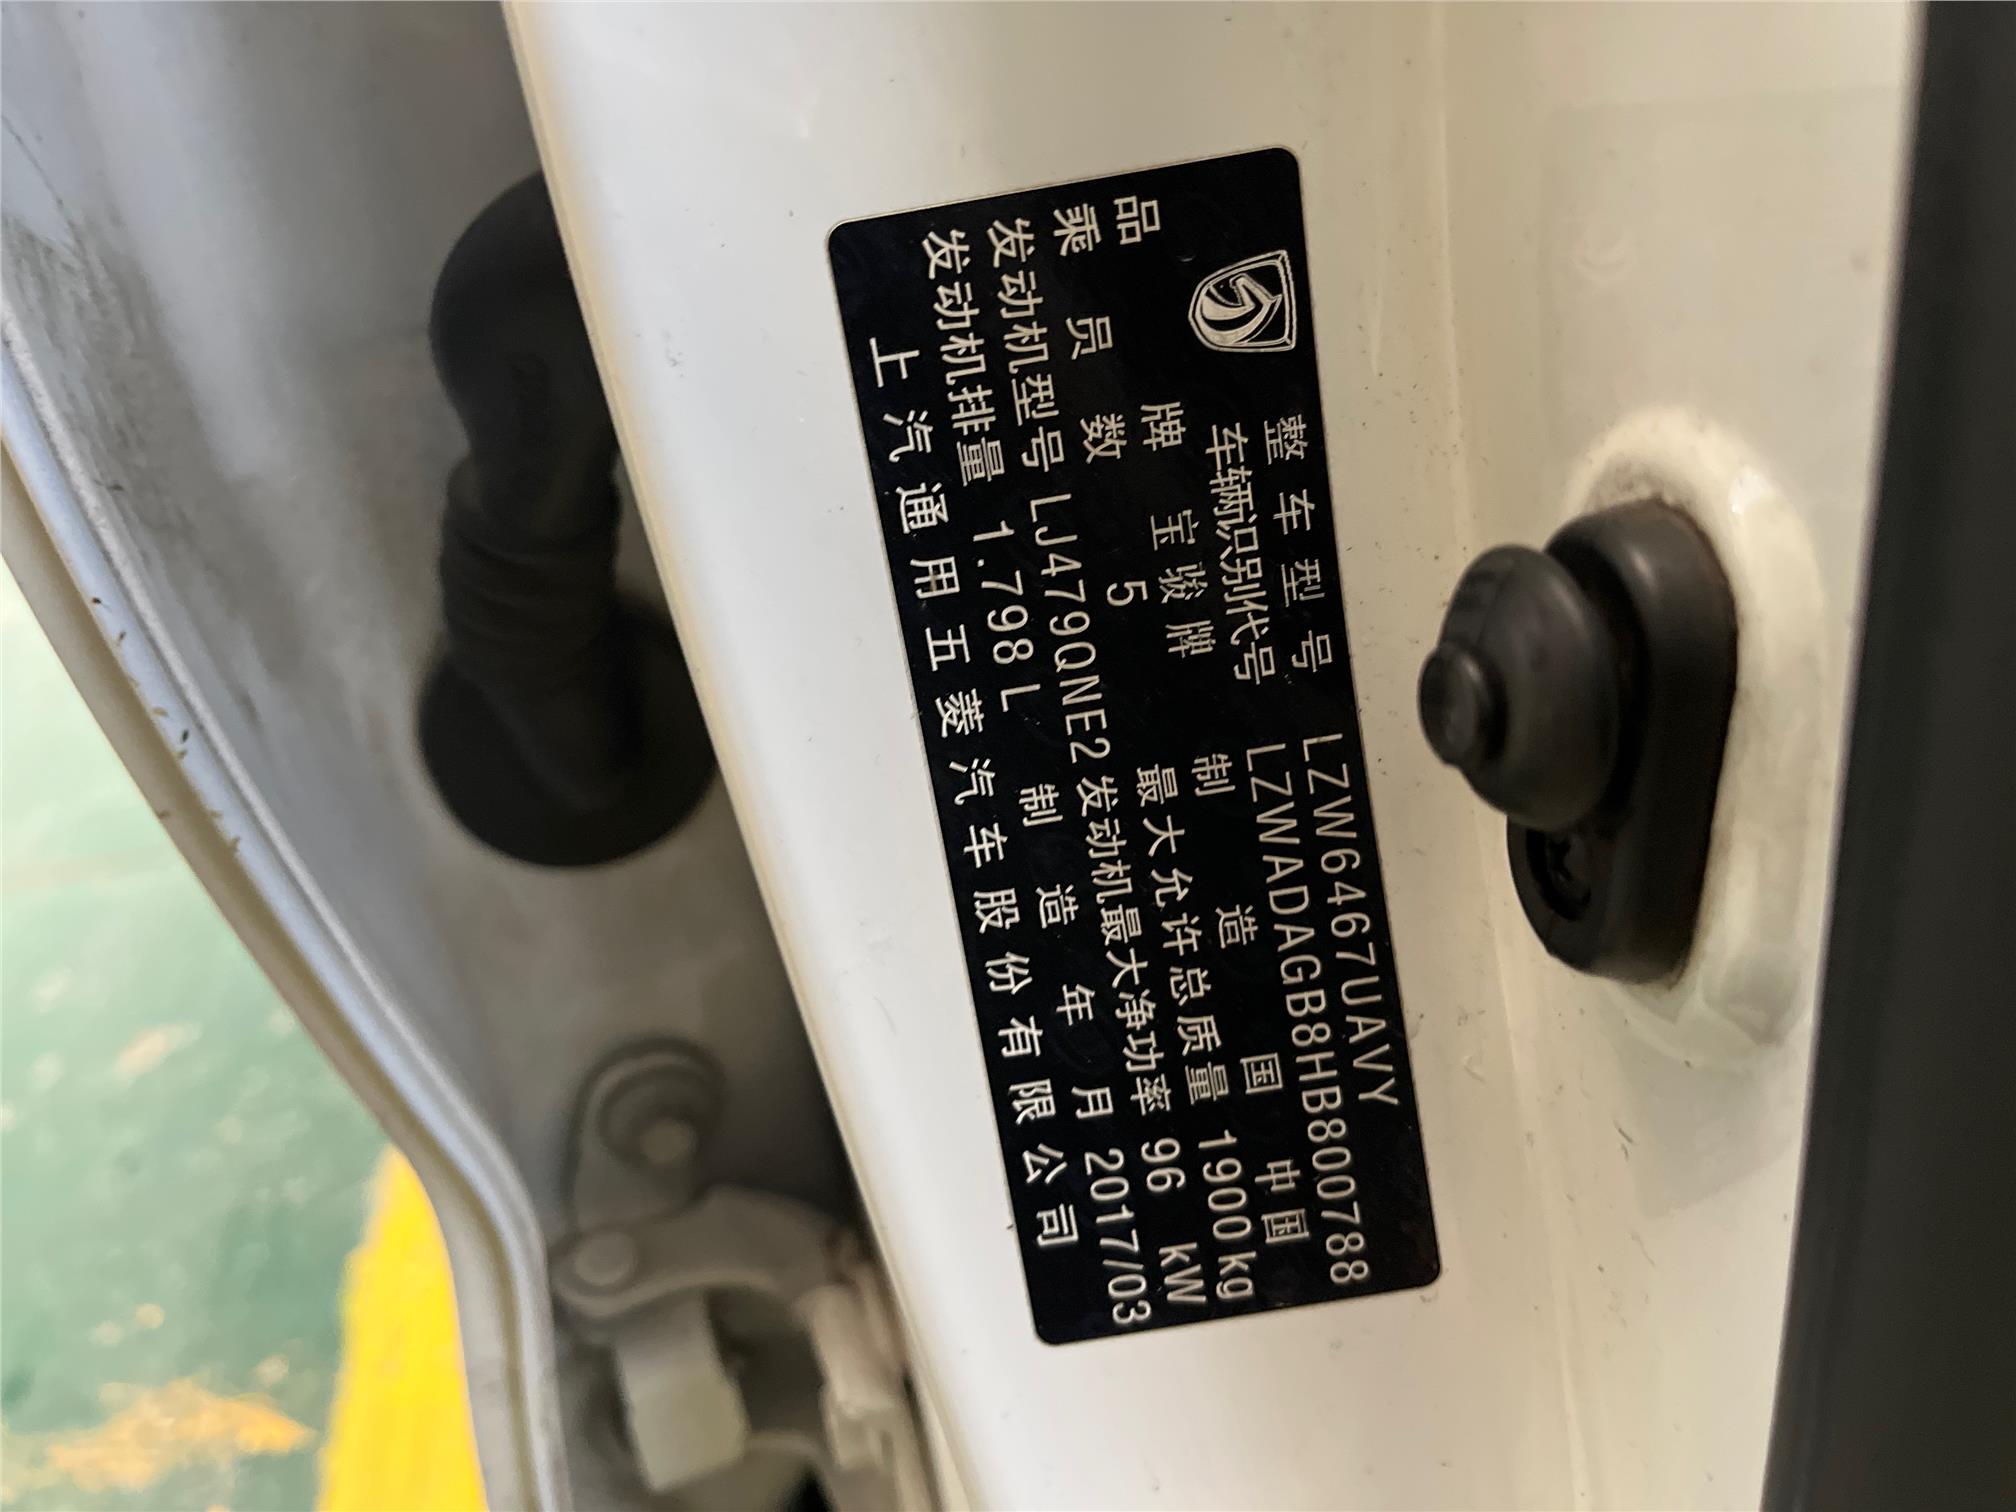 整车型号 LZW6467UAVY
车辆识别代号 LZWADAGB8HB800788
品牌 宝骏牌 制造国 中国
乘员数 5 最大允许总质量 1900kg
发动机型号 LJ479QNE2 发动机最大净功率 96 kW
发动机排量 1.798L 制造年月 2017/03
上汽通用五菱汽车股份有限公司